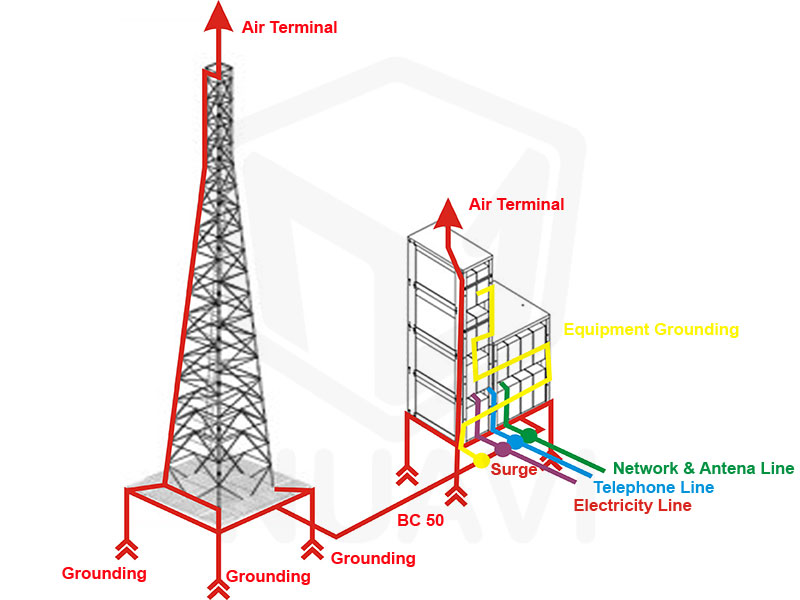 Air Terminal
Air Terminal
Equipment Grounding
Network & Antena Line
Surge
Telephone Line
Electricity Line
BC 50
Grounding
Grounding
Grounding
NUAVI